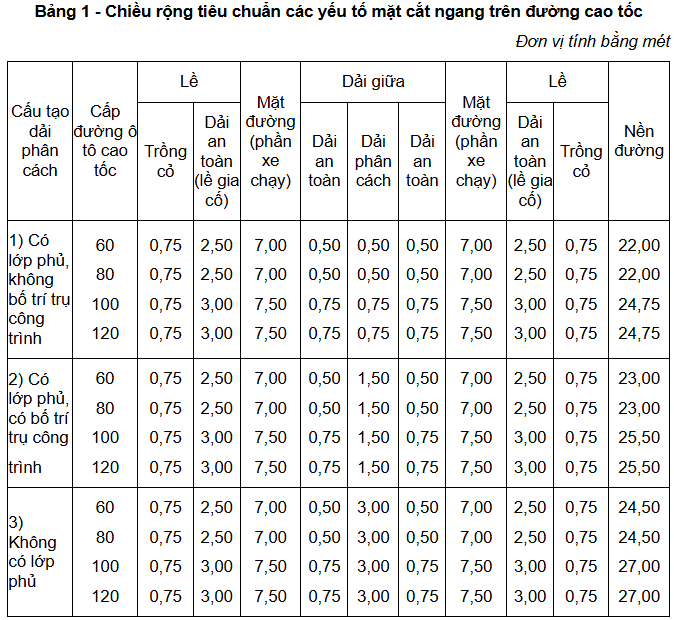 Bảng 1 - Chiều rộng tiêu chuẩn các yếu tố mặt cắt ngang trên đường cao tốc
Đơn vị tính bằng mét
Cấu tạo dải phân cách
Cấp đường ô tô cao tốc
Lề
Trồng cỏ
Dải an toàn (lề gia cố)
Mặt đường (phần xe chạy)
Dải giữa
Dải an toàn
Dải phân cách
Dải an toàn
Mặt đường (phần xe chạy)
Lề
Dải an toàn (lề gia cố)
Trồng cỏ
Nền đường
1) Có lớp phủ, không bố trí trụ công trình
60 0,75 2,50 7,00 0,50 0,50 0,50 7,00 2,50 0,75 22,00
80 0,75 2,50 7,00 0,50 0,50 0,50 7,00 2,50 0,75 22,00
100 0,75 3,00 7,50 0,75 0,75 0,75 7,50 3,00 0,75 24,75
120 0,75 3,00 7,50 0,75 0,75 0,75 7,50 3,00 0,75 24,75
2) Có lớp phủ, có bố trí trụ công trình
60 0,75 2,50 7,00 0,50 1,50 0,50 7,00 2,50 0,75 23,00
80 0,75 2,50 7,00 0,50 1,50 0,50 7,00 2,50 0,75 23,00
100 0,75 3,00 7,50 0,75 1,50 0,75 7,50 3,00 0,75 25,50
120 0,75 3,00 7,50 0,75 1,50 0,75 7,50 3,00 0,75 25,50
3) Không có lớp phủ
60 0,75 2,50 7,00 0,50 3,00 0,50 7,00 2,50 0,75 24,50
80 0,75 2,50 7,00 0,50 3,00 0,50 7,00 2,50 0,75 24,50
100 0,75 3,00 7,50 0,75 3,00 0,75 7,50 3,00 0,75 27,00
120 0,75 3,00 7,50 0,75 3,00 0,75 7,50 3,00 0,75 27,00